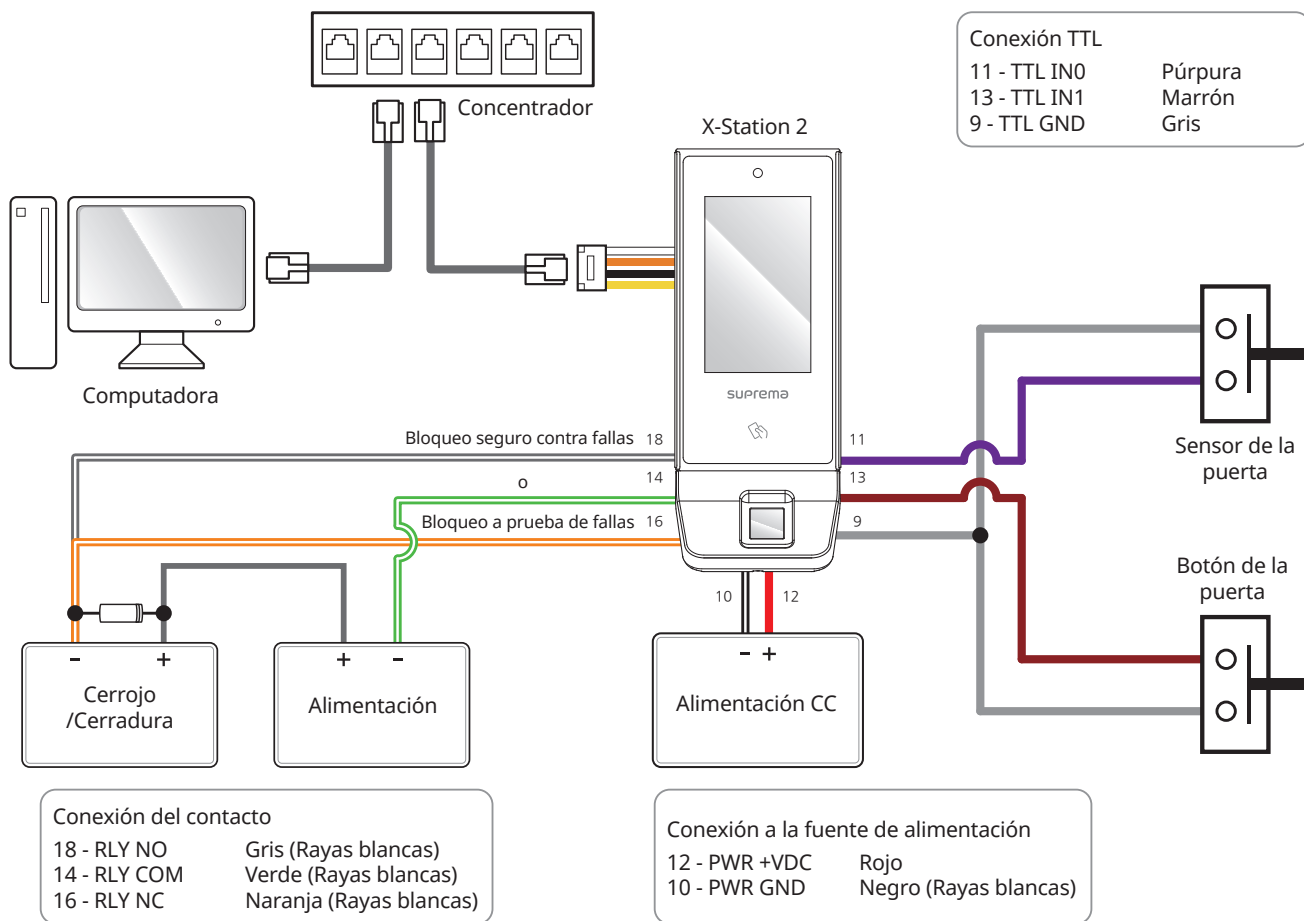 Concentrador
X-Station 2
Conexión TTL
11 - TTL IN0 Púrpura
13 - TTL IN1 Marrón
9 - TTL GND Gris
Computadora
suprema
Bloqueo seguro contra fallas 18
o 14
Bloqueo a prueba de fallas 16
11
13
9
Sensor de la
puerta
Botón de la
puerta
10 12
- +
Cerrojo
/Cerradura
+ -
Alimentación
- +
Alimentación CC
Conexión del contacto
18 - RLY NO Gris (Rayas blancas)
14 - RLY COM Verde (Rayas blancas)
16 - RLY NC Naranja (Rayas blancas)
Conexión a la fuente de alimentación
12 - PWR +VDC Rojo
10 - PWR GND Negro (Rayas blancas)